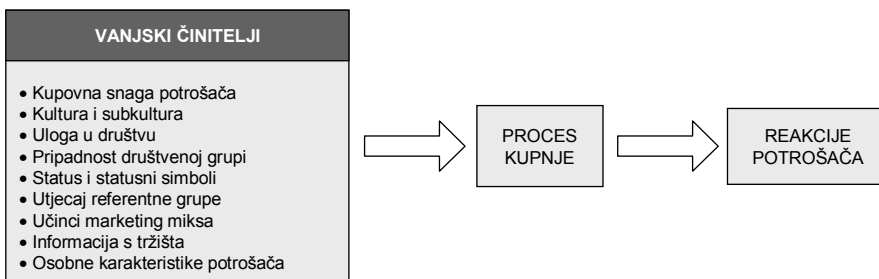 VANJSKI ČINITELJI
• Kupovna snaga potrošača
• Kultura i subkultura
• Uloga u društvu
• Pripadnost društvenoj grupi
• Status i statusni simboli
• Utjecaj referentne grupe
• Učinci marketing miksa
• Informacija s tržišta
• Osobne karakteristike potrošača
PROCES
KUPNJE
REAKCIJE
POTROŠAČA